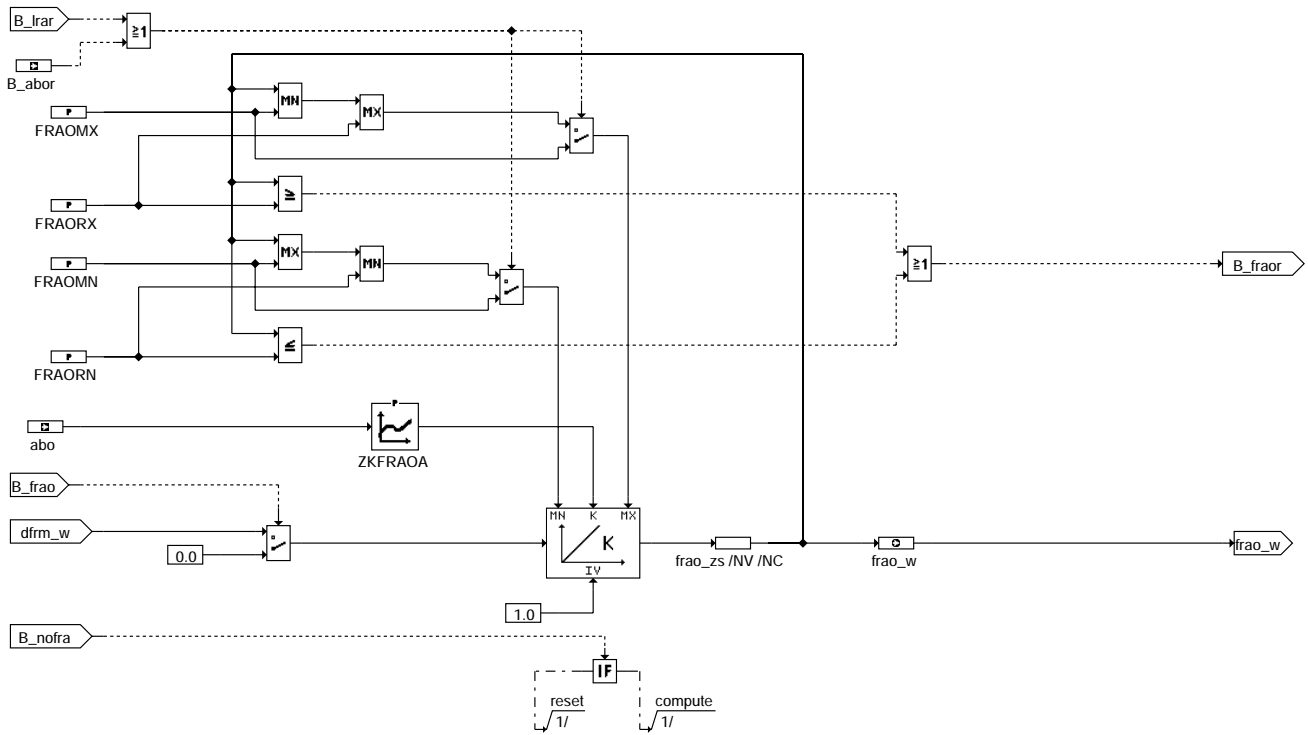 B_lrar
≥1
B_abor
MN
MX
FRAOMX
≥
FRAORX
MX
MN
FRAOMN
≥1
B_fraor
≤
FRAORN
P
abo
ZKFRAOA
B_frao
dfrm_w
0.0
MN K MX
K
IV
frao_zs /NV /NC
frao_w
frao_w
1.0
B_nofra
IF
reset
1/
compute
1/